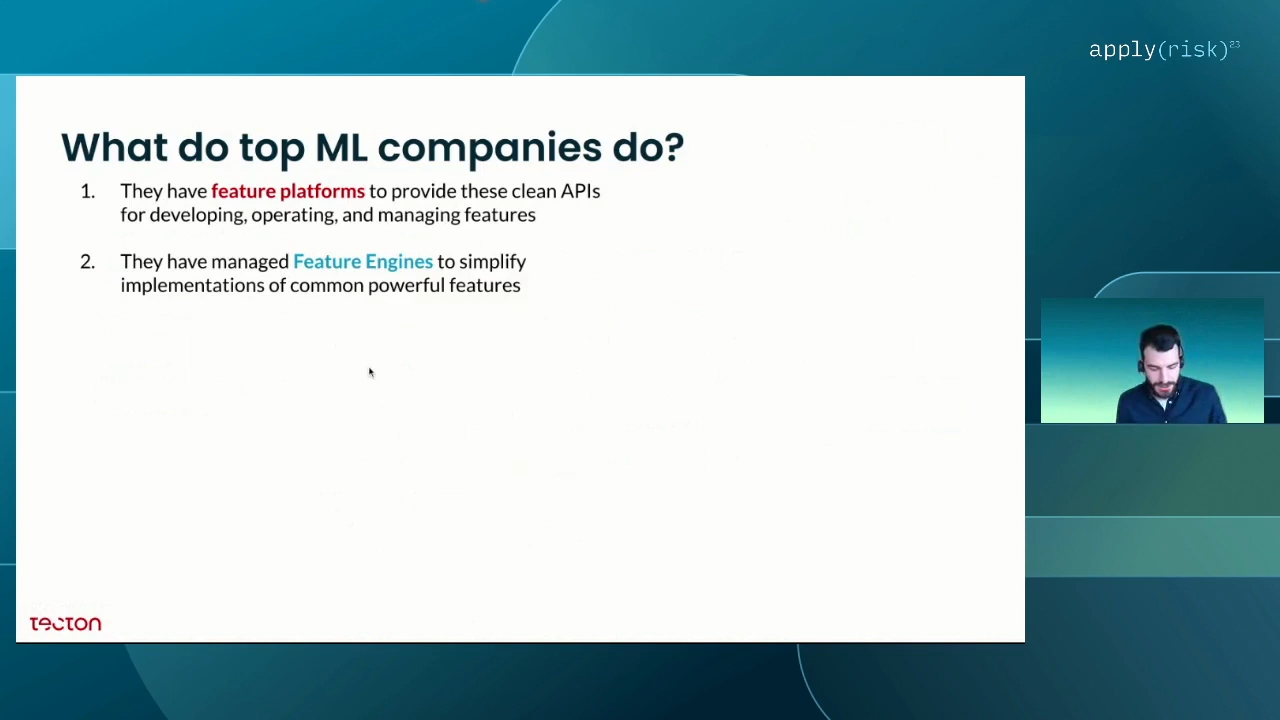 apply(risk)23
What do top ML companies do?
1. They have feature platforms to provide these clean APIs
for developing, operating, and managing features
2. They have managed Feature Engines to simplify
implementations of common powerful features
tecton